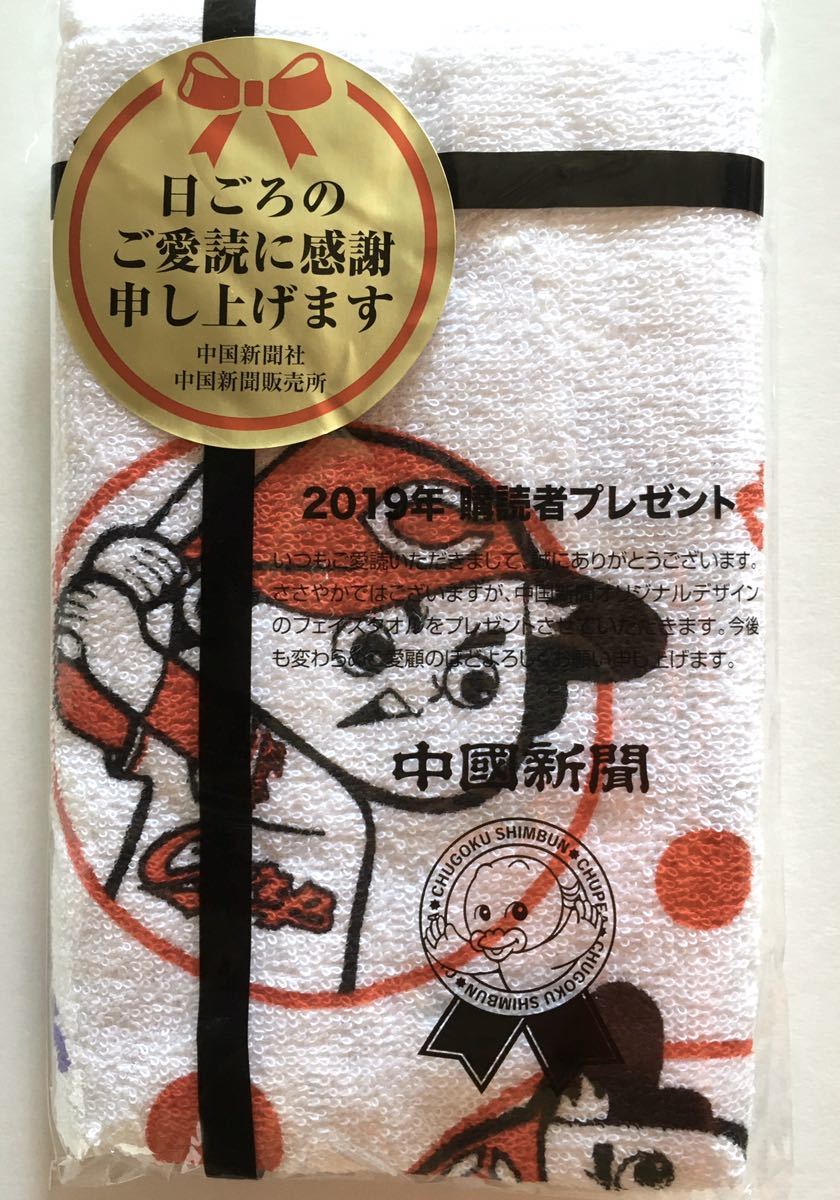 日ごろの
ご愛読に感謝
申し上げます
中国新聞社
中国新聞販売所
2019年 購読者プレゼント
いつもご愛読いただきまして、誠にありがとうございます。
ささやかではございますが、中国新聞オリジナルデザイン
のフェイスタオルをプレゼントさせていただきます。今後
も変わらぬご愛顧のほどよろしくお願い申し上げます。
中國新聞
CHUGOKU SHIMBUN★CHUPEA★CHUGOKU SHIMBUN
C
Carp